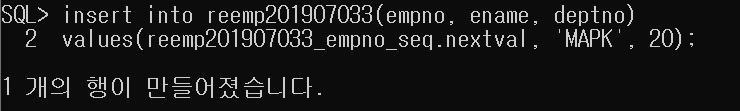 SQL> insert into reemp201907033(empno, ename, deptno)
  2  values(reemp201907033_empno_seq.nextval, 'MAPK', 20);
1 개의 행이 만들어졌습니다.